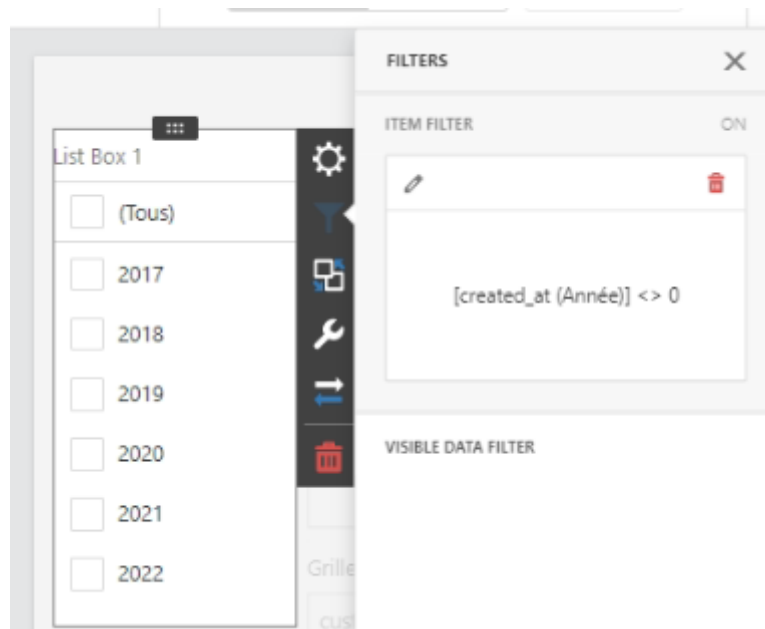 FILTERS
ITEM FILTER ON
List Box 1
(Tous)
2017
[created_at (Année)] <> 0
2018
2019
2020
VISIBLE DATA FILTER
2021
2022
Grille
cust